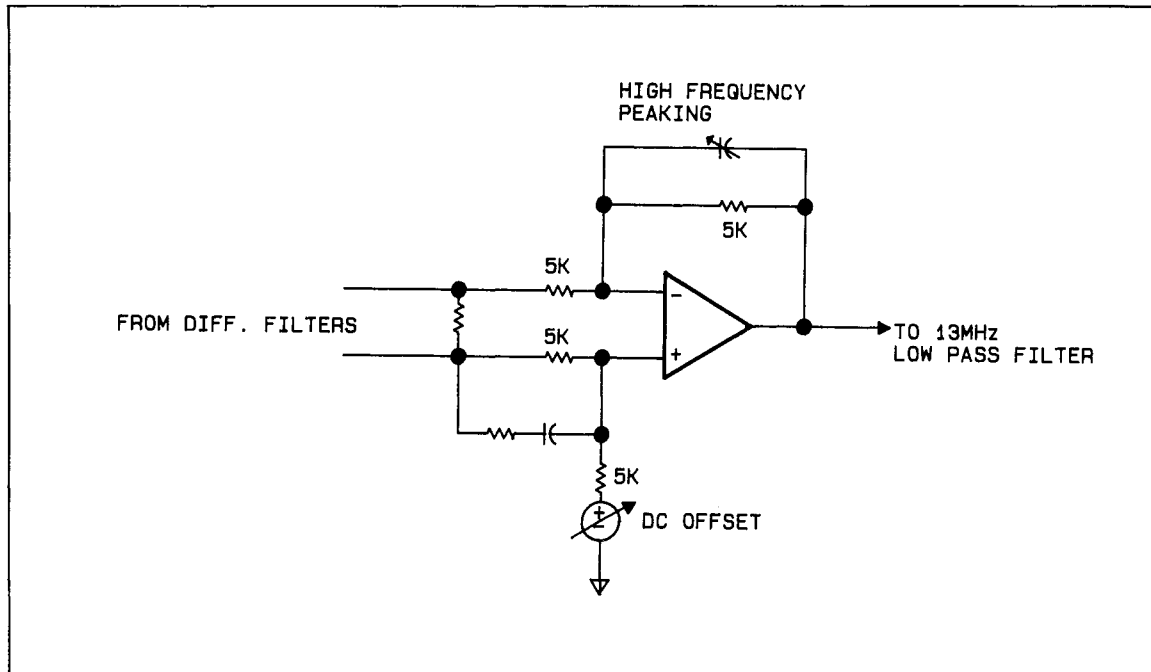 HIGH FREQUENCY
PEAKING
5K
5K
FROM DIFF. FILTERS
5K
-
+
TO 13MHz
LOW PASS FILTER
5K
+
-
DC OFFSET